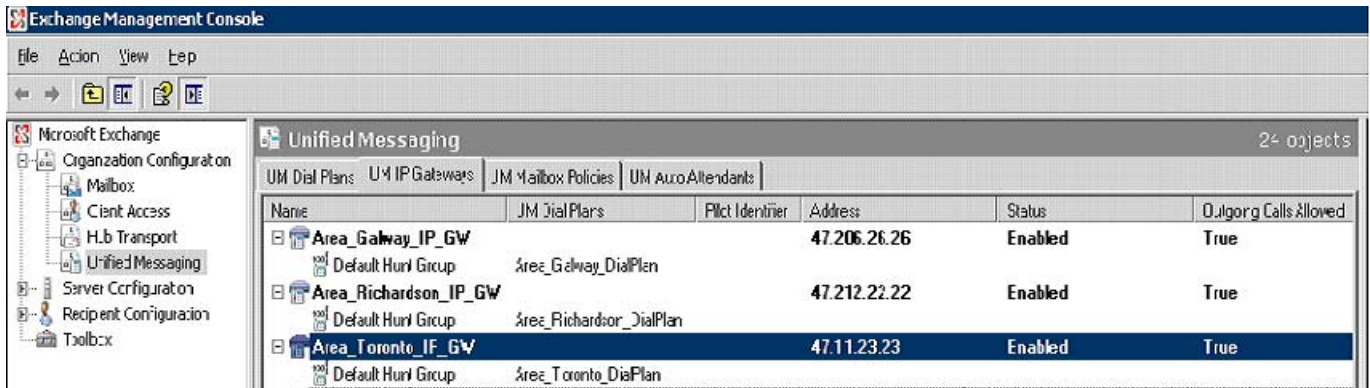 Exchange Management Console
File Action View Help
Microsoft Exchange
Organization Configuration
Mailbox
Client Access
Hub Transport
Unified Messaging
Server Configuration
Recipient Configuration
Toolbox
Unified Messaging 24 objects
UM Dial Plans UM IP Gateways UM Mailbox Policies UM Auto Attendants
Name UM Dial Plans Pilot Identifier Address Status Outgoing Calls Allowed
Area_Galway_IP_GW 47.206.26.26 Enabled True
Default Hunt Group Area_Galway_DialPlan
Area_Richardson_IP_GW 47.212.22.22 Enabled True
Default Hunt Group Area_Richardson_DialPlan
Area_Toronto_IP_GW 47.11.23.23 Enabled True
Default Hunt Group Area_Toronto_DialPlan